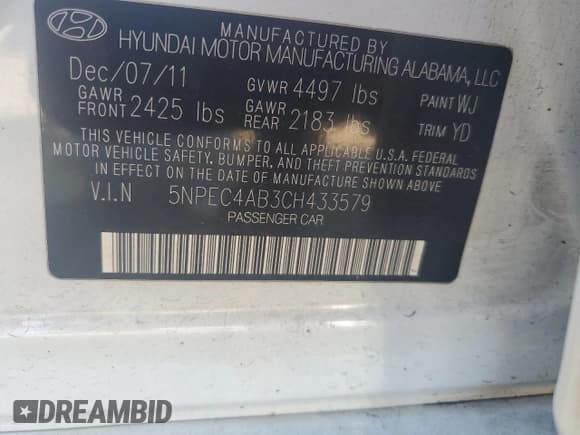 MANUFACTURED BY
HYUNDAI MOTOR MANUFACTURING ALABAMA, LLC
Dec/07/11 GVWR 4497 lbs PAINT WJ
GAWR FRONT 2425 lbs GAWR REAR 2183 lbs TRIM YD
THIS VEHICLE CONFORMS TO ALL APPLICABLE U.S.A. FEDERAL
MOTOR VEHICLE SAFETY, BUMPER, AND THEFT PREVENTION STANDARDS
IN EFFECT ON THE DATE OF MANUFACTURE SHOWN ABOVE
V.I.N 5NPEC4AB3CH433579
PASSENGER CAR
DREAMBID